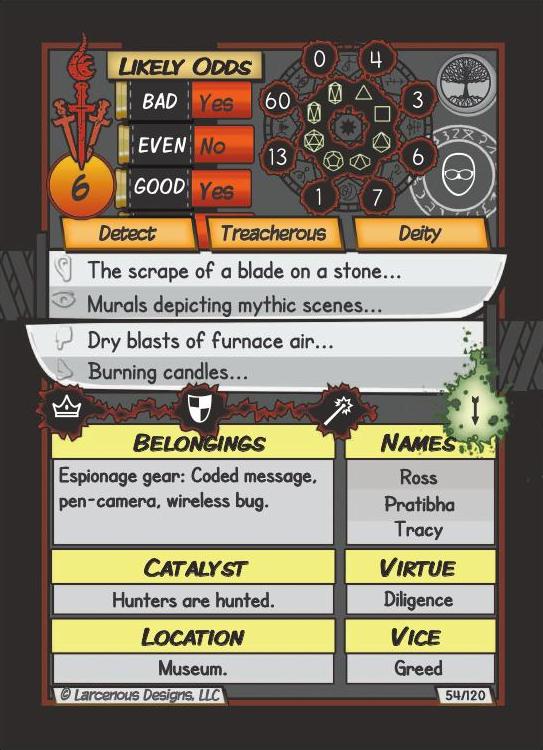 LIKELY ODDS
BAD Yes
EVEN No
GOOD Yes
6
0 4
60 3
13 6
1 7
Detect Treacherous Deity
The scrape of a blade on a stone...
Murals depicting mythic scenes...
Dry blasts of furnace air...
Burning candles...
BELONGINGS
Espionage gear: Coded message,
pen-camera, wireless bug.
NAMES
Ross
Pratibha
Tracy
CATALYST
Hunters are hunted.
VIRTUE
Diligence
LOCATION
Museum.
VICE
Greed
© Larcenous Designs, LLC
54/120